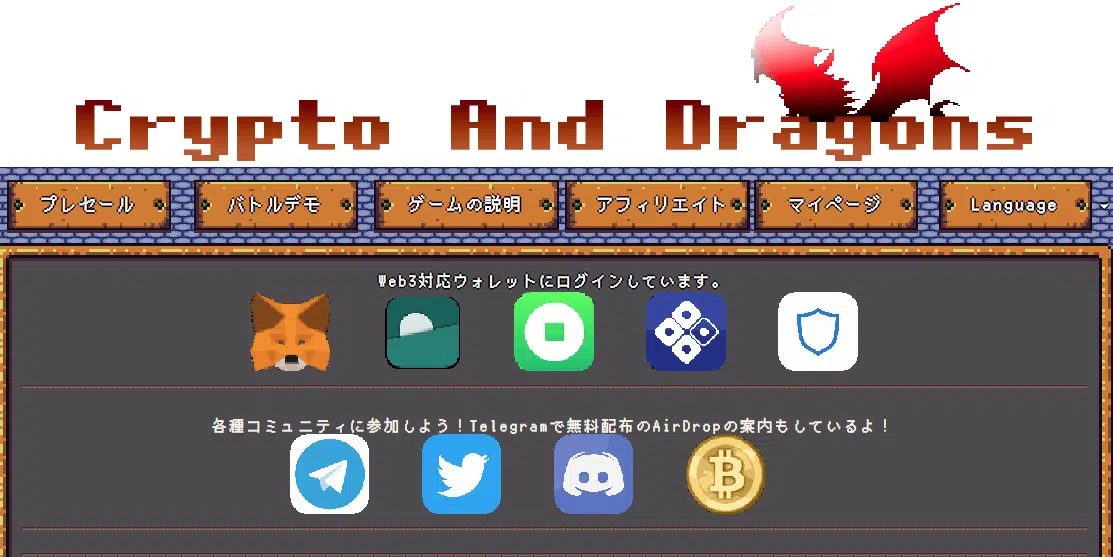 Crypto And Dragons
プレセール バトルデモ ゲームの説明 アフィリエイト マイページ Language
Web3対応ウォレットにログインしています。
各種コミュニティに参加しよう！Telegramで無料配布のAirDropの案内もしているよ！